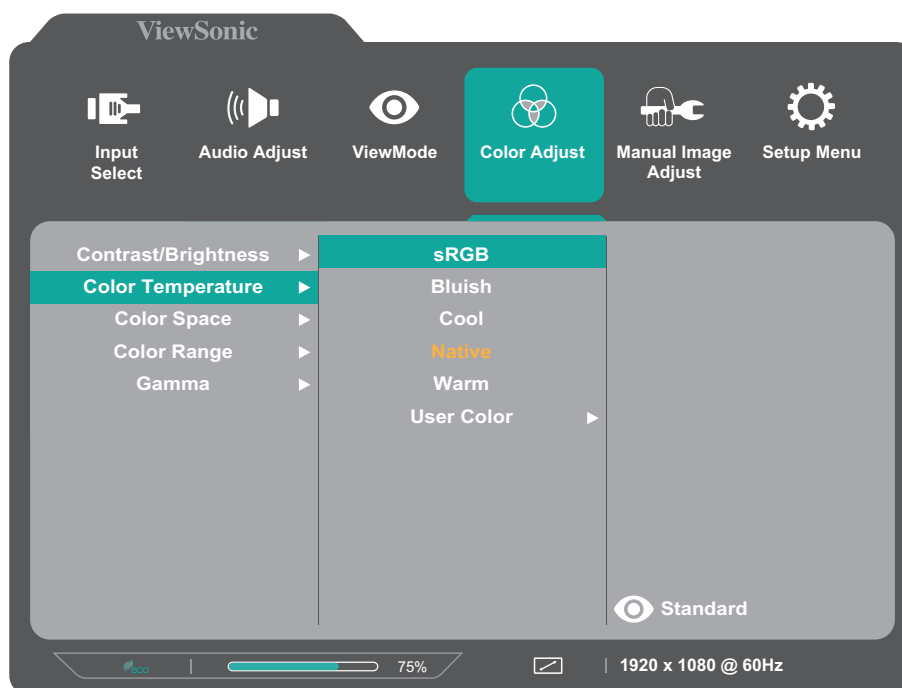 ViewSonic
Input Select
Audio Adjust
ViewMode
Color Adjust
Manual Image Adjust
Setup Menu
Contrast/Brightness
Color Temperature
Color Space
Color Range
Gamma
sRGB
Bluish
Cool
Native
Warm
User Color
Standard
eco
75%
1920 x 1080 @ 60Hz